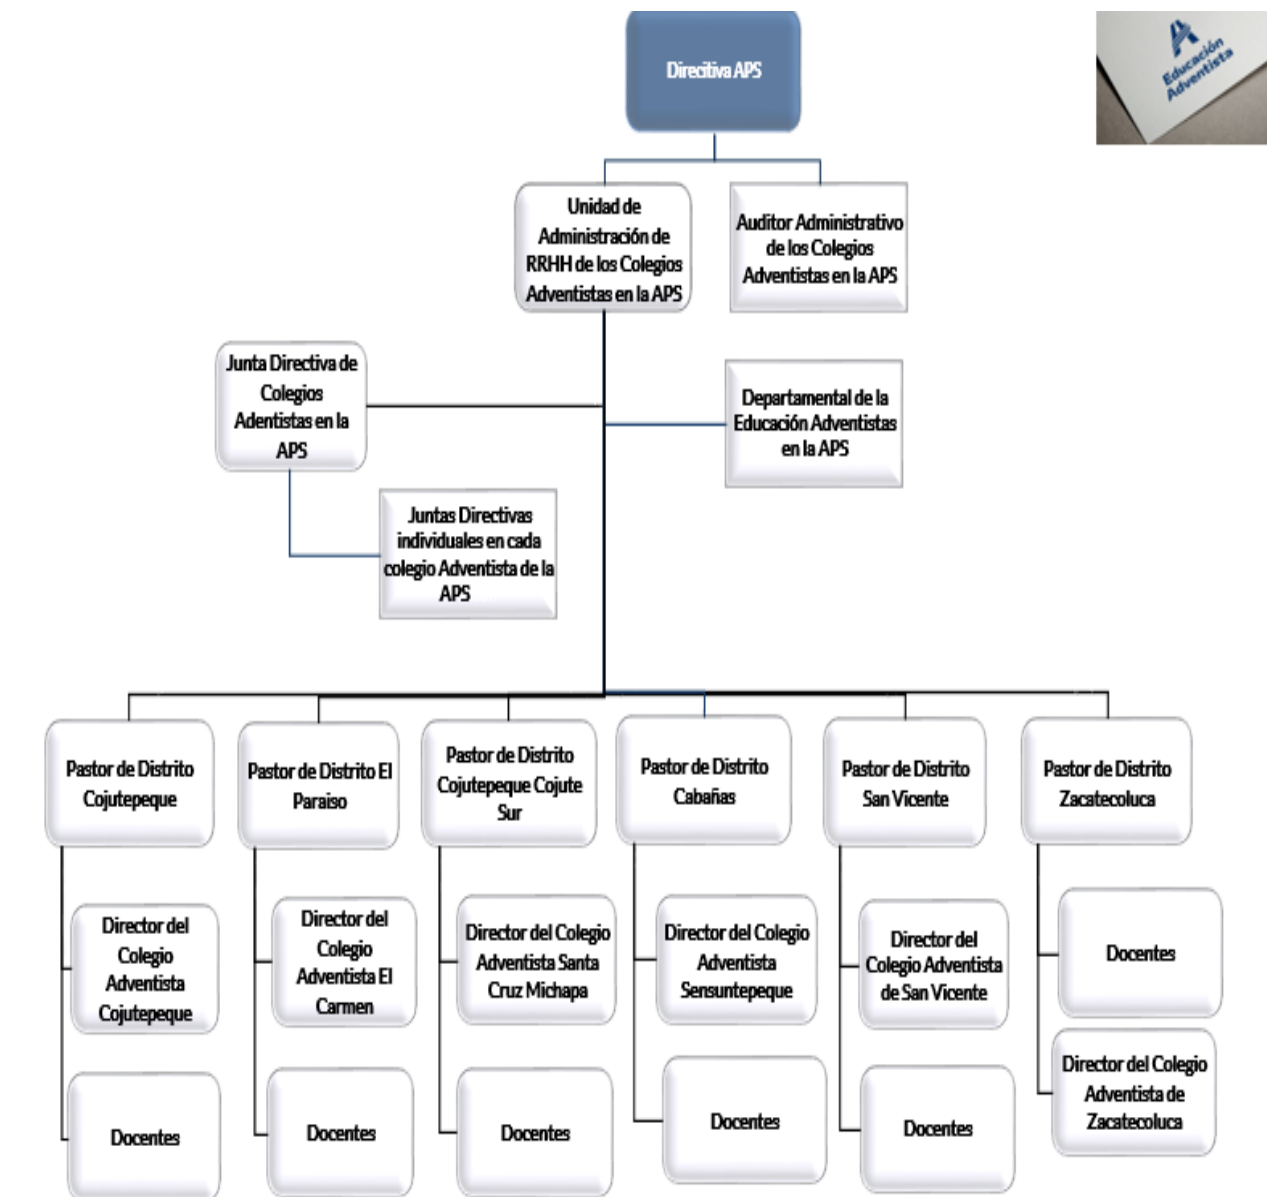 Direcitiva APS
Educación
Adventista
Unidad de
Administración de
RRHH de los Colegios
Adventistas en la APS
Auditor Administrativo
de los Colegios
Adventistas en la APS
Junta Directiva de
Colegios
Adentistas en la
APS
Departamental de la
Educación Adventistas
en la APS
Juntas Directivas
individuales en cada
colegio Adventista de la
APS
Pastor de Distrito
Cojutepeque
Pastor de Distrito El
Paraiso
Pastor de Distrito
Cojutepeque Cojute
Sur
Pastor de Distrito
Cabañas
Pastor de Distrito
San Vicente
Pastor de Distrito
Zacatecoluca
Director del
Colegio
Adventista
Cojutepeque
Director del
Colegio
Adventista El
Carmen
Director del Colegio
Adventista Santa
Cruz Michapa
Director del Colegio
Adventista
Sensuntepeque
Director del
Colegio Adventista
de San Vicente
Docentes
Director del Colegio
Adventista de
Zacatecoluca
Docentes
Docentes
Docentes
Docentes
Docentes